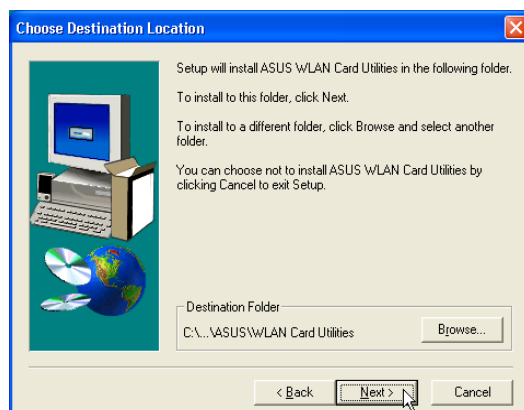 Choose Destination Location
Setup will install ASUS WLAN Card Utilities in the following folder.
To install to this folder, click Next.
To install to a different folder, click Browse and select another
folder.
You can choose not to install ASUS WLAN Card Utilities by
clicking Cancel to exit Setup.
Destination Folder
C:\...\ASUS\WLAN Card Utilities
Browse...
< Back
Next >
Cancel